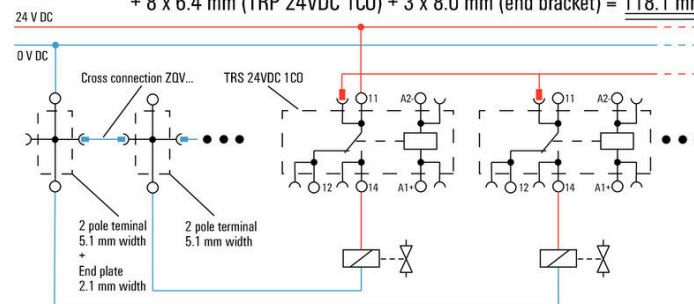 + 8 x 6.4 mm (TRP 24VDC 1CO) + 3 x 8.0 mm (end bracket) = 118.1 mm
24 V DC
0 V DC
Cross connection ZQV...
TRS 24VDC 1CO
11
A2-
11
A2-
12
14
A1+
12
14
A1+
2 pole teminal
5.1 mm width
+
End plate
2.1 mm width
2 pole terminal
5.1 mm width